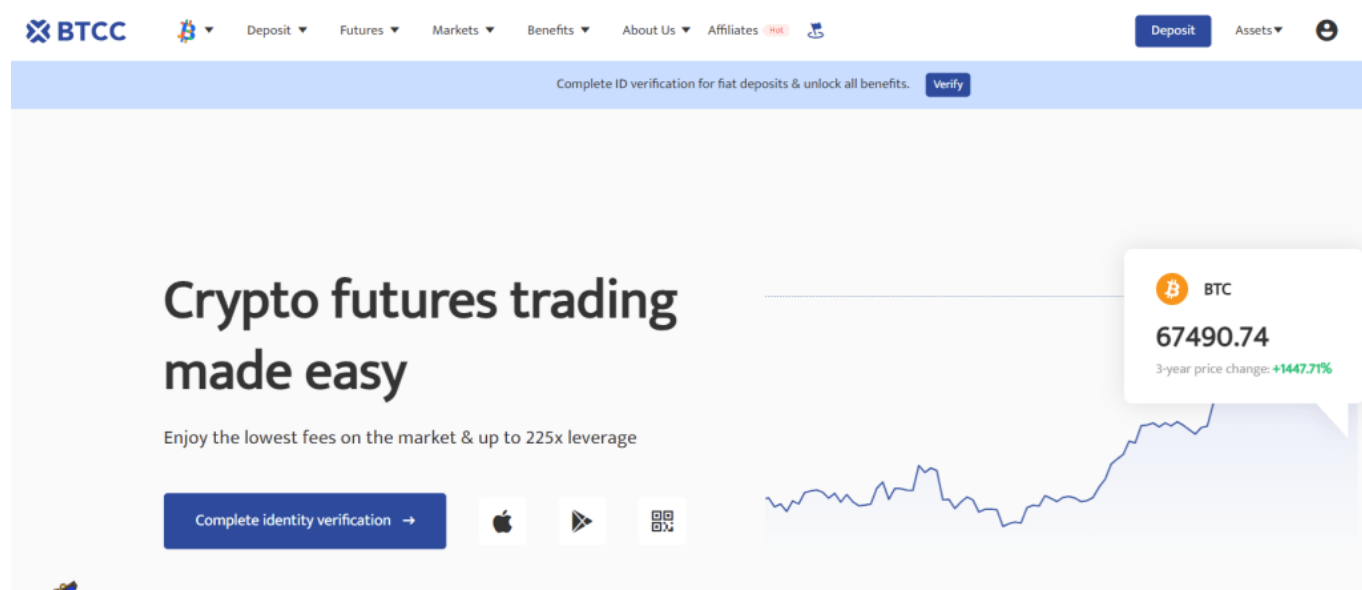 BTCC
Deposit
Futures
Markets
Benefits
About Us
Affiliates
Hot
Deposit
Assets
Complete ID verification for fiat deposits & unlock all benefits.
Verify
Crypto futures trading
made easy
Enjoy the lowest fees on the market & up to 225x leverage
Complete identity verification →
BTC
67490.74
3-year price change: +1447.71%